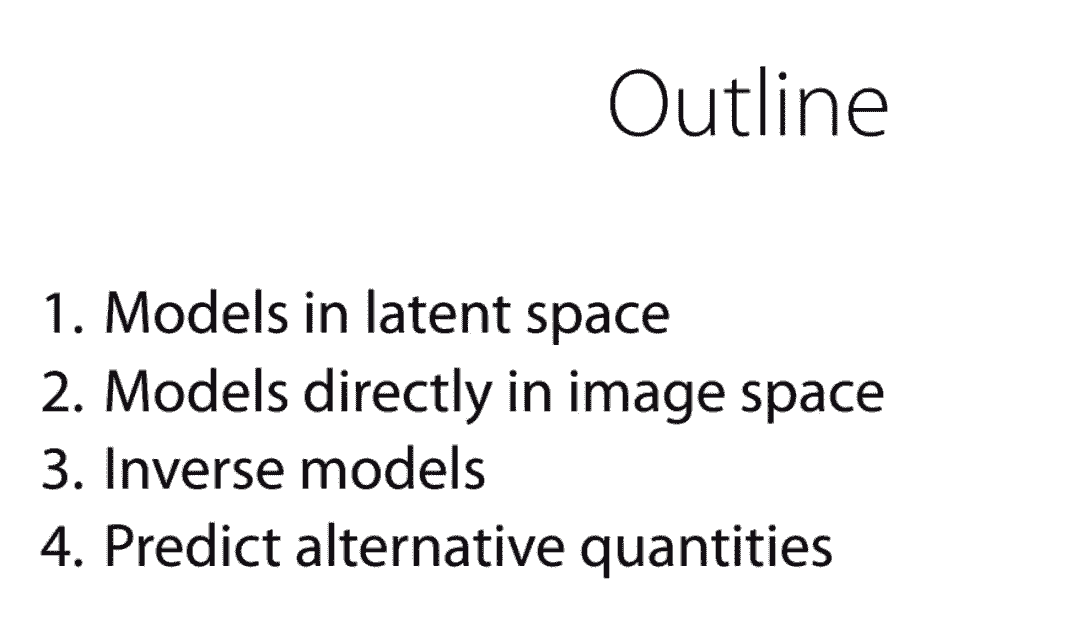 Outline
1. Models in latent space
2. Models directly in image space
3. Inverse models
4. Predict alternative quantities